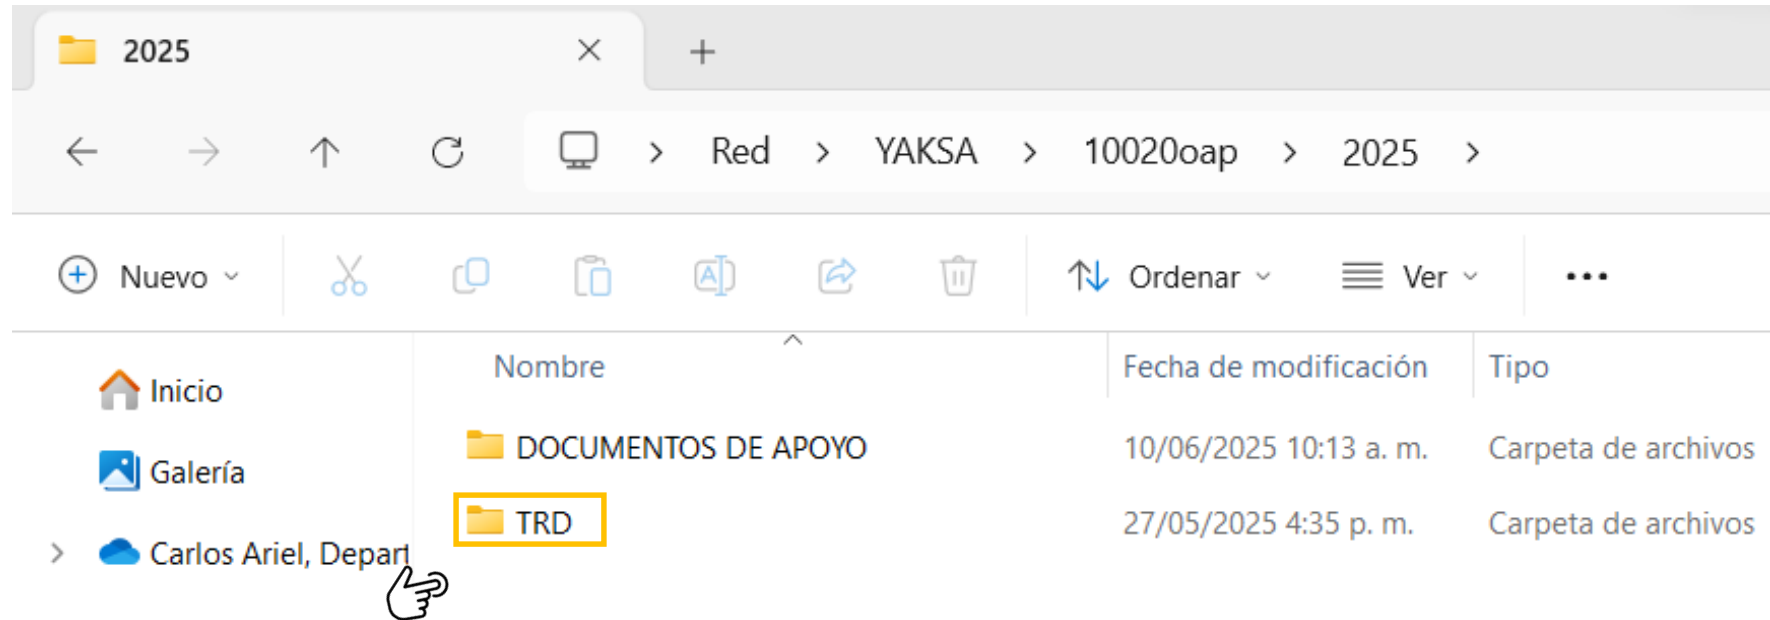 2025
Red > YAKSA > 10020oap > 2025 >
Nuevo
Ordenar
Ver
Nombre
Fecha de modificación
Tipo
Inicio
Galería
Carlos Ariel, Depart
DOCUMENTOS DE APOYO 10/06/2025 10:13 a. m. Carpeta de archivos
TRD 27/05/2025 4:35 p. m. Carpeta de archivos